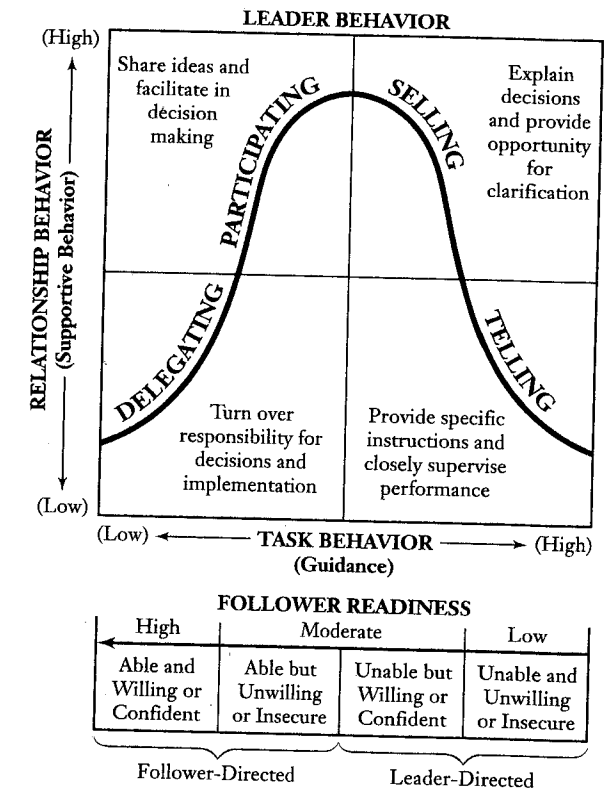 LEADER BEHAVIOR
(High)
Share ideas and
facilitate in
decision
making
PARTICIPATING
SELLING
Explain
decisions
and provide
opportunity
for
clarification
RELATIONSHIP BEHAVIOR
(Supportive Behavior)
DELEGATING
TELLING
Turn over
responsibility for
decisions and
implementation
Provide specific
instructions and
closely supervise
performance
(Low)
(Low)
TASK BEHAVIOR
(High)
(Guidance)
FOLLOWER READINESS
High
Moderate
Low
Able and
Willing or
Confident
Able but
Unwilling
or Insecure
Unable but
Willing or
Confident
Unable and
Unwilling
or Insecure
Follower-Directed
Leader-Directed